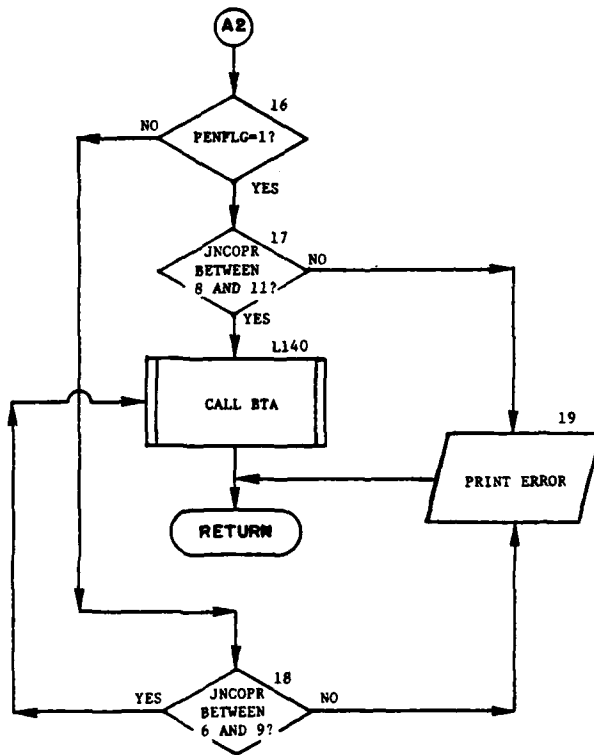 A2
16
NO
PENFLG=1?
YES
17
JNCOPR
BETWEEN
8 AND 11?
NO
YES
L140
CALL BTA
19
PRINT ERROR
RETURN
18
YES
JNCOPR
BETWEEN
6 AND 9?
NO